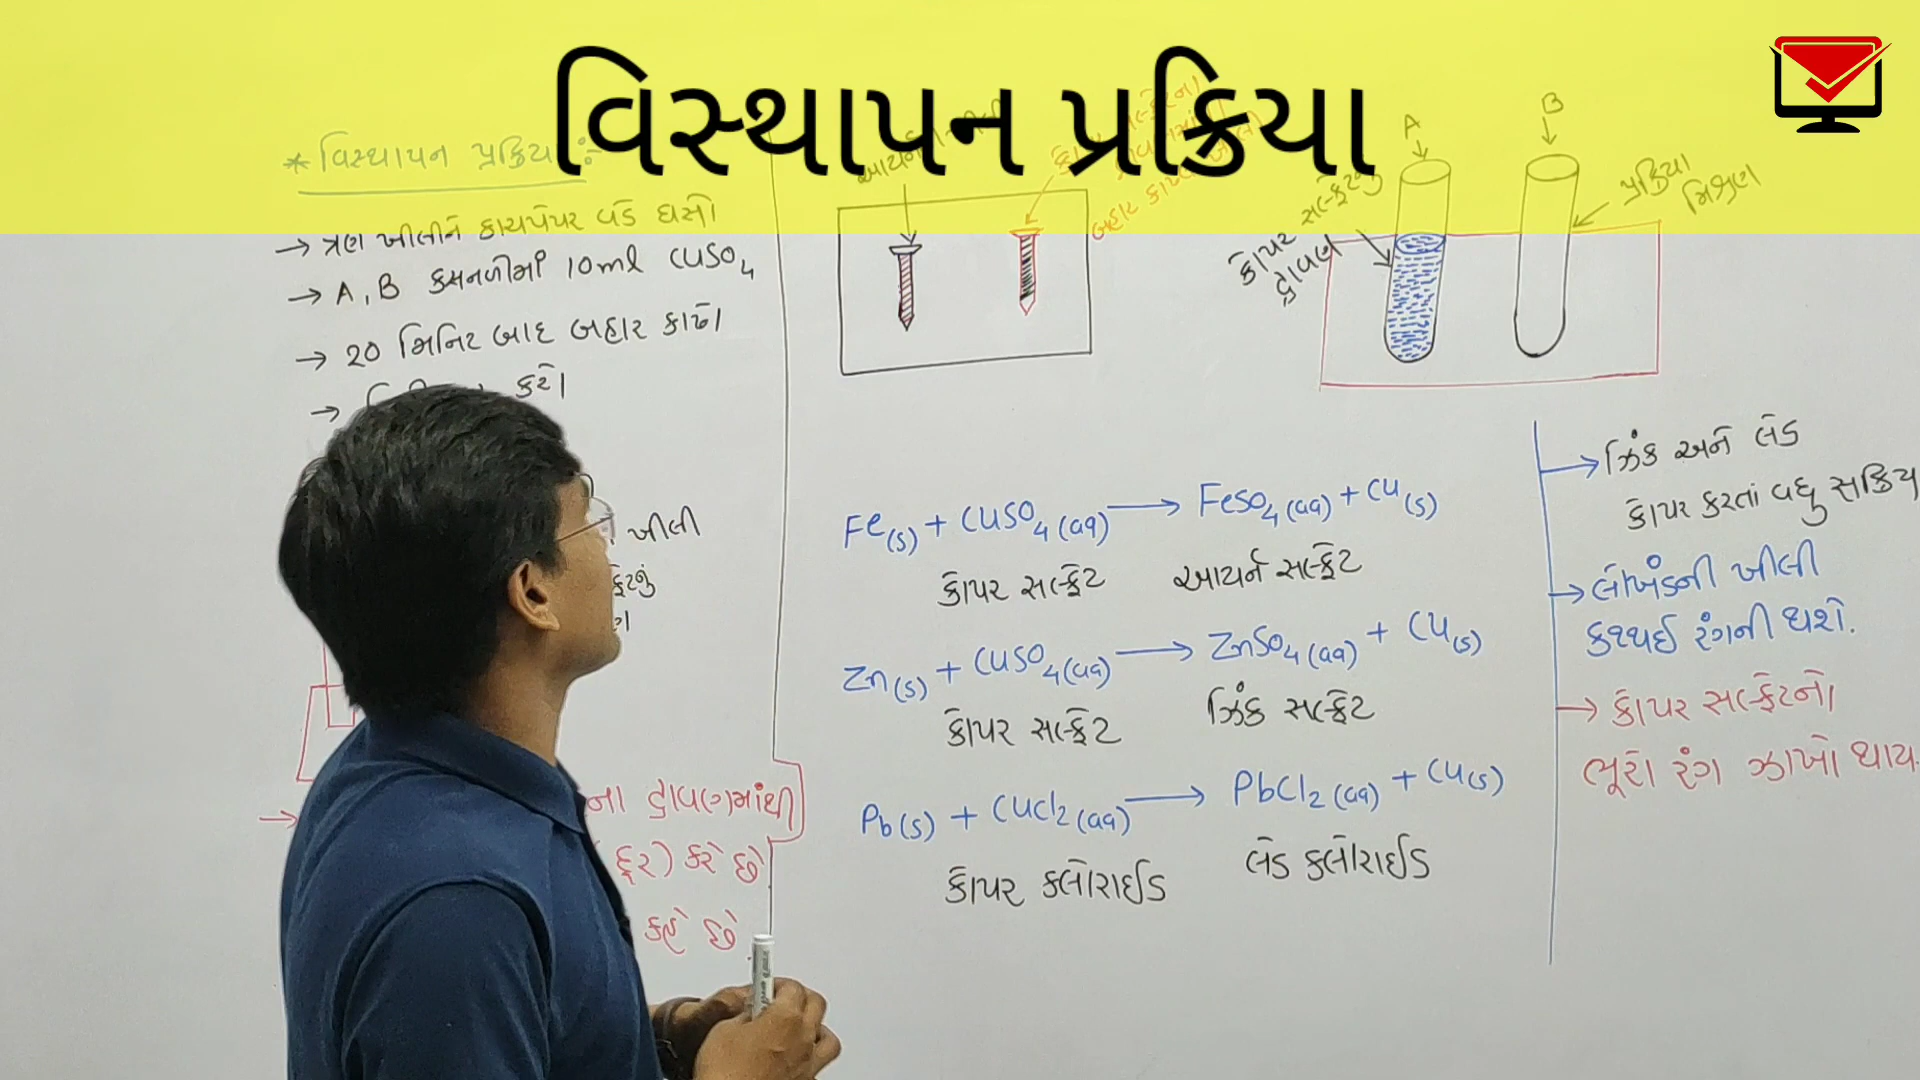 વિસ્થાપન પ્રક્રિયા
* વિસ્થાપન પ્રક્રિયા :-
→ ત્રણ ખીલીને કાચપેપર વડે ઘસો
→ A, B કસનળીમાં 10ml CuSO4
→ 20 મિનિટ બાદ બહાર કાઢો
→ કરો
ખીલી
ના દ્રાવણમાંથી
(દૂર) કરે છે
કહે છે.
A
B
કોપર સલ્ફેટનું
દ્રાવણ
પ્રક્રિયા
મિશ્રણ
Fe(s) + CuSO4(aq) → FeSO4(aq) + Cu(s)
કોપર સલ્ફેટ આયર્ન સલ્ફેટ
Zn(s) + CuSO4(aq) → ZnSO4(aq) + Cu(s)
કોપર સલ્ફેટ ઝિંક સલ્ફેટ
Pb(s) + CuCl2(aq) → PbCl2(aq) + Cu(s)
કોપર ક્લોરાઈડ લેડ ક્લોરાઈડ
→ ઝિંક અને લેડ
કોપર કરતાં વધુ સક્રિય
→ લોખંડની ખીલી
કથ્થઈ રંગની થશે.
→ કોપર સલ્ફેટનો
ભૂરો રંગ ઝાંખો થાય.